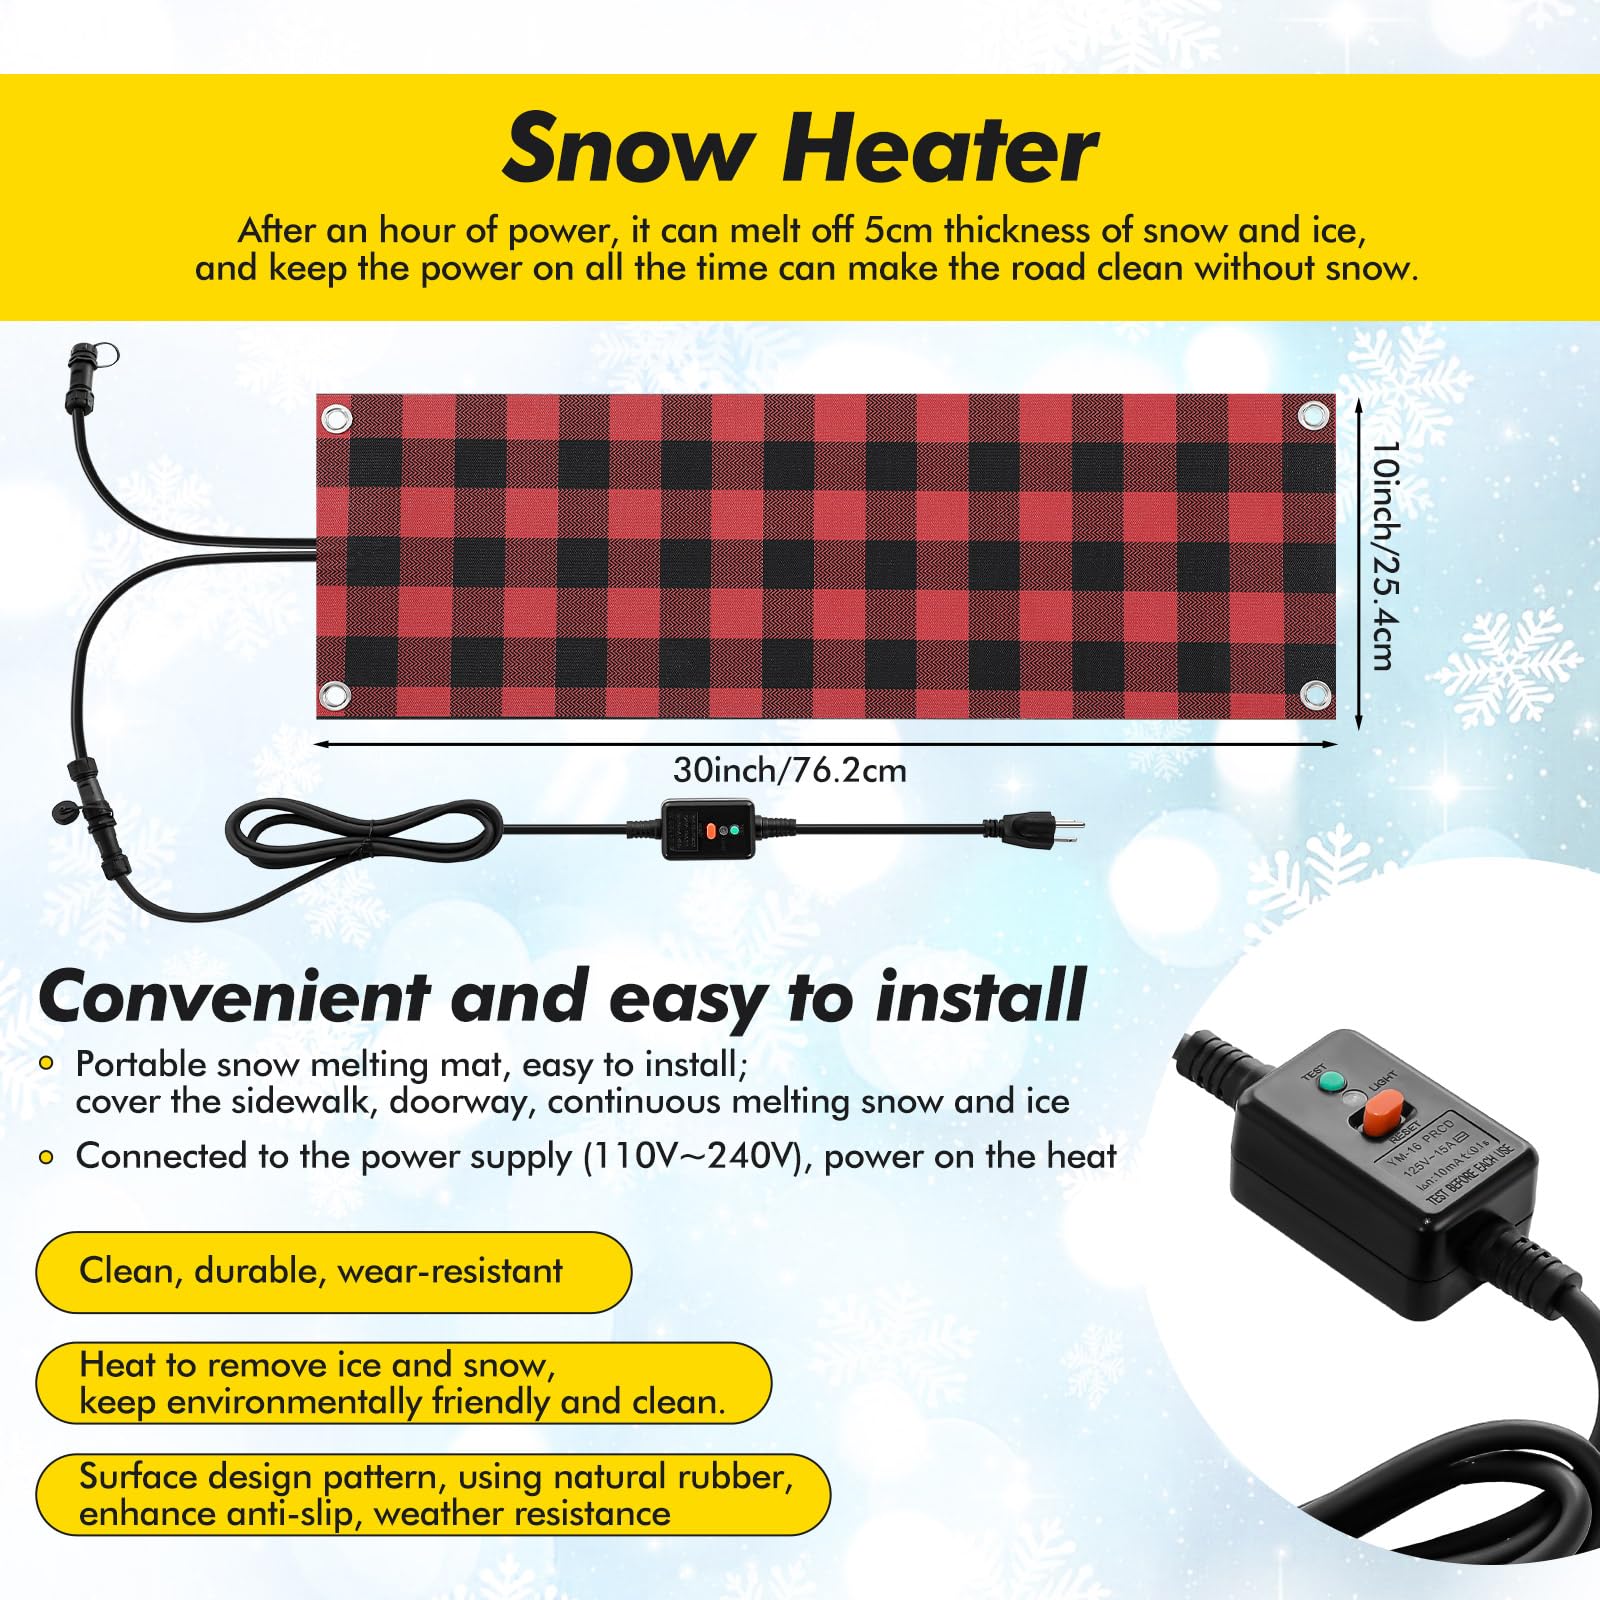 Snow Heater
After an hour of power, it can melt off 5cm thickness of snow and ice,
and keep the power on all the time can make the road clean without snow.
10inch/25.4cm
30inch/76.2cm
Convenient and easy to install
Portable snow melting mat, easy to install;
cover the sidewalk, doorway, continuous melting snow and ice
Connected to the power supply (110V~240V), power on the heat
TEST
LIGHT
RESET
YM-16 PRCD
125V~15A
TEST BEFORE EACH USE
Clean, durable, wear-resistant
Heat to remove ice and snow,
keep environmentally friendly and clean.
Surface design pattern, using natural rubber,
enhance anti-slip, weather resistance